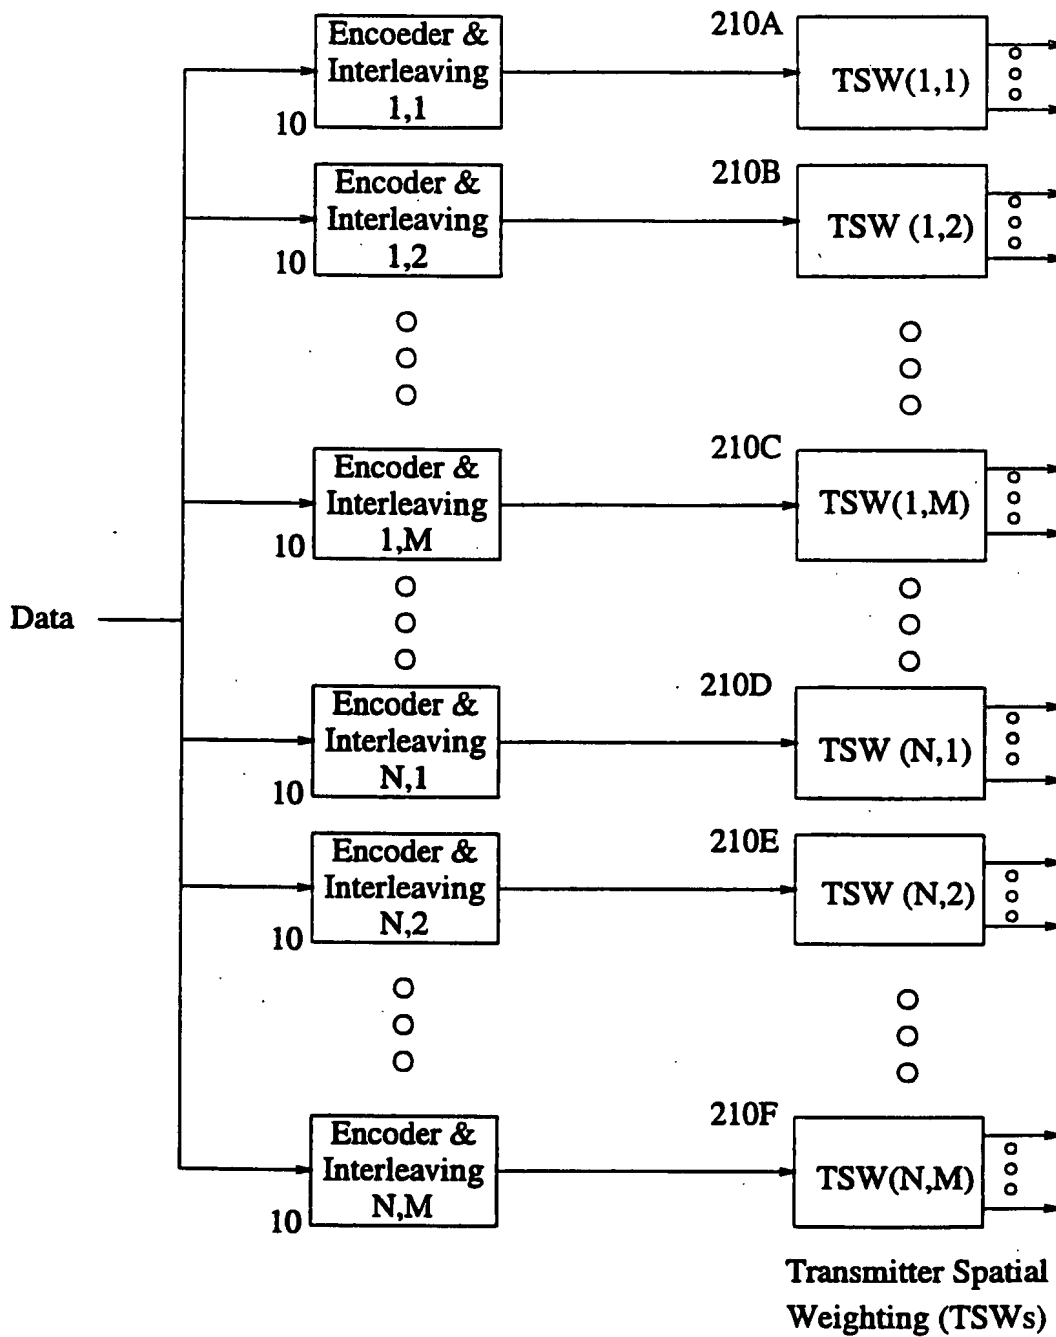 Encoeder &
Interleaving
1,1
10
210A
TSW(1,1)
Encoder &
Interleaving
1,2
10
210B
TSW (1,2)
Encoder &
Interleaving
1,M
10
210C
TSW(1,M)
Data
Encoder &
Interleaving
N,1
10
210D
TSW (N,1)
Encoder &
Interleaving
N,2
10
210E
TSW (N,2)
Encoder &
Interleaving
N,M
10
210F
TSW(N,M)
Transmitter Spatial
Weighting (TSWs)